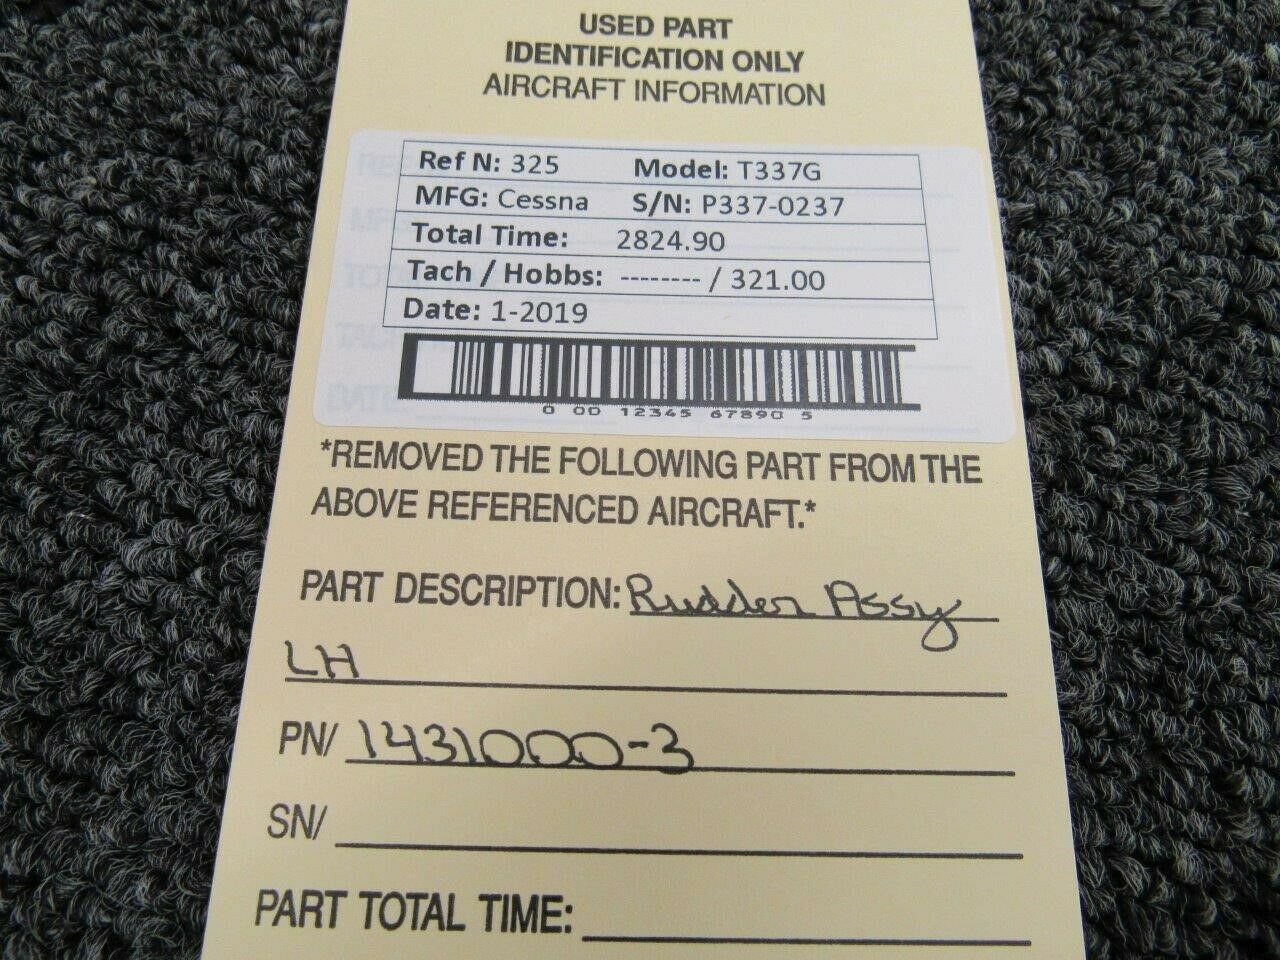 USED PART
IDENTIFICATION ONLY
AIRCRAFT INFORMATION
Ref N: 325 Model: T337G
MFG: Cessna S/N: P337-0237
Total Time: 2824.90
Tach / Hobbs: -------- / 321.00
Date: 1-2019
0 00 12345 67890 5
*REMOVED THE FOLLOWING PART FROM THE
ABOVE REFERENCED AIRCRAFT.*
PART DESCRIPTION: Rudder Assy
LH
PN/ 1431000-3
SN/
PART TOTAL TIME: